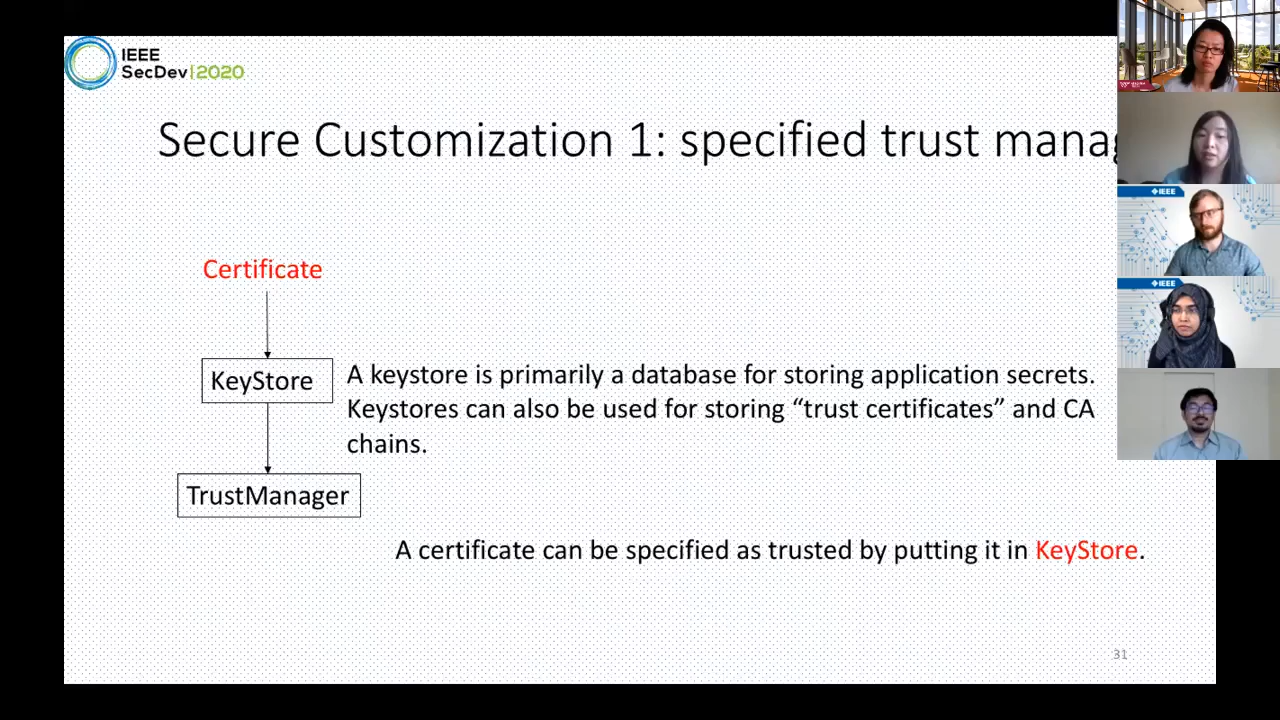 IEEE
SecDev|2020
Secure Customization 1: specified trust manag
Certificate
KeyStore
A keystore is primarily a database for storing application secrets.
Keystores can also be used for storing “trust certificates” and CA
chains.
TrustManager
A certificate can be specified as trusted by putting it in KeyStore.
31
IEEE
IEEE